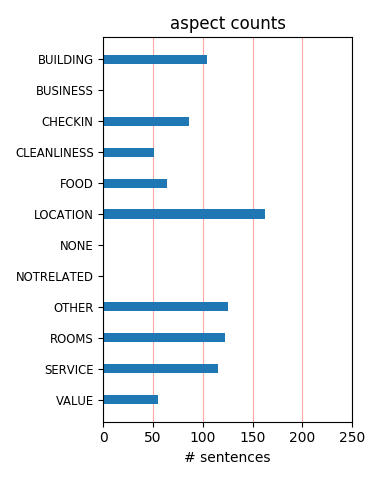 aspect counts
BUILDING
BUSINESS
CHECKIN
CLEANLINESS
FOOD
LOCATION
NONE
NOTRELATED
OTHER
ROOMS
SERVICE
VALUE
0 50 100 150 200 250
# sentences